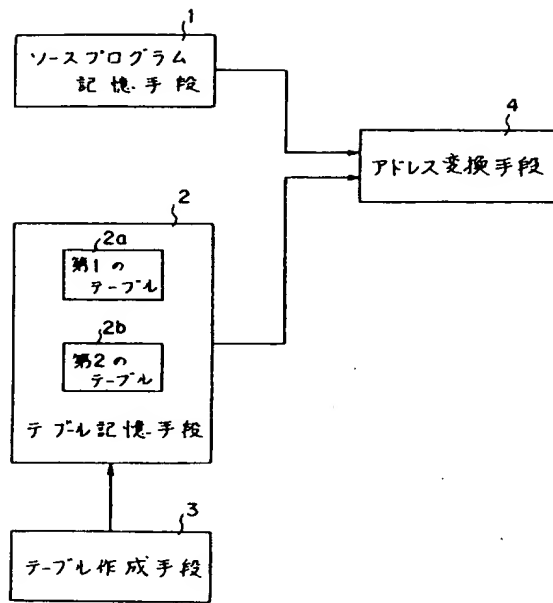 1
ソースプログラム
記憶手段
4
アドレス変換手段
2
2a
第1の
テーブル
2b
第2の
テーブル
テーブル記憶手段
3
テーブル作成手段